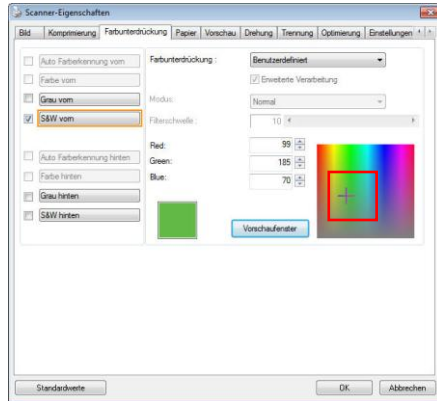 Scanner-Eigenschaften
Bild Komprimierung Farbunterdrückung Papier Vorschau Drehung Trennung Optimierung Einstellungen
Auto Farberkennung vorn
Farbe vorn
Grau vorn
S&W vorn
Auto Farberkennung hinten
Farbe hinten
Grau hinten
S&W hinten
Farbunterdrückung : Benutzerdefiniert
Erweiterte Verarbeitung
Modus: Normal
Filterschwelle : 10
Red: 99
Green: 185
Blue: 70
Vorschaufenster
Standardwerte OK Abbrechen